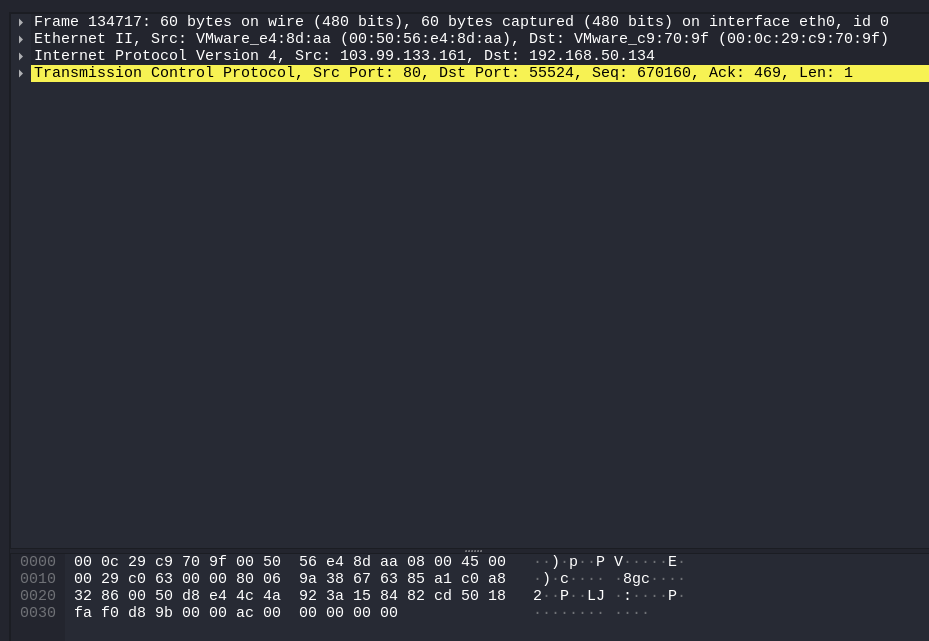 Frame 134717: 60 bytes on wire (480 bits), 60 bytes captured (480 bits) on interface eth0, id 0
Ethernet II, Src: VMware_e4:8d:aa (00:50:56:e4:8d:aa), Dst: VMware_c9:70:9f (00:0c:29:c9:70:9f)
Internet Protocol Version 4, Src: 103.99.133.161, Dst: 192.168.50.134
Transmission Control Protocol, Src Port: 80, Dst Port: 55524, Seq: 670160, Ack: 469, Len: 1
0000 00 0c 29 c9 70 9f 00 50 56 e4 8d aa 08 00 45 00 ··)·p··P V·····E·
0010 00 29 c0 63 00 00 80 06 9a 38 67 63 85 a1 c0 a8 ·)·c···· ·8gc····
0020 32 86 00 50 d8 e4 4c 4a 92 3a 15 84 82 cd 50 18 2··P··LJ ·:····P·
0030 fa f0 d8 9b 00 00 ac 00 00 00 00 00 ········ ····